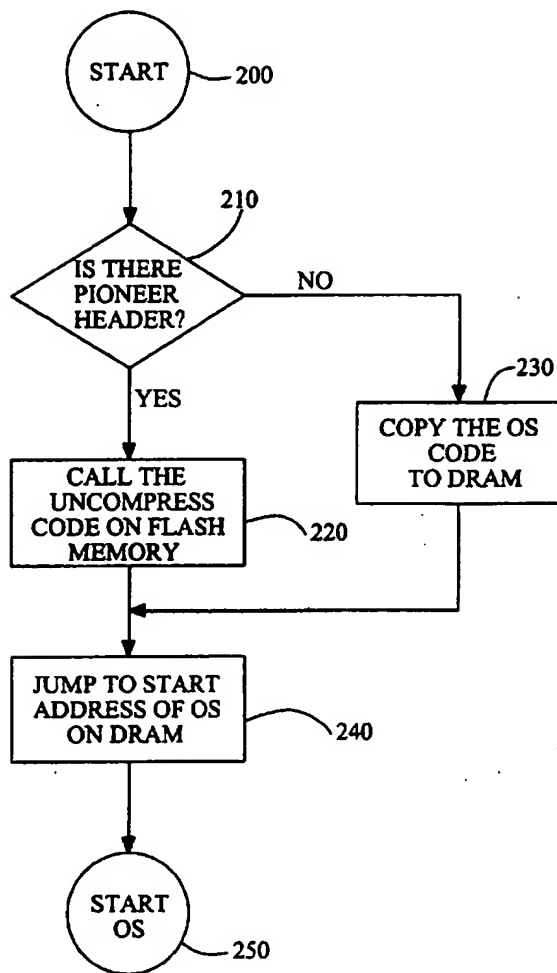 START
200
210
IS THERE
PIONEER
HEADER?
NO
YES
230
COPY THE OS
CODE
TO DRAM
CALL THE
UNCOMPRESS
CODE ON FLASH
MEMORY
220
JUMP TO START
ADDRESS OF OS
ON DRAM
240
START
OS
250